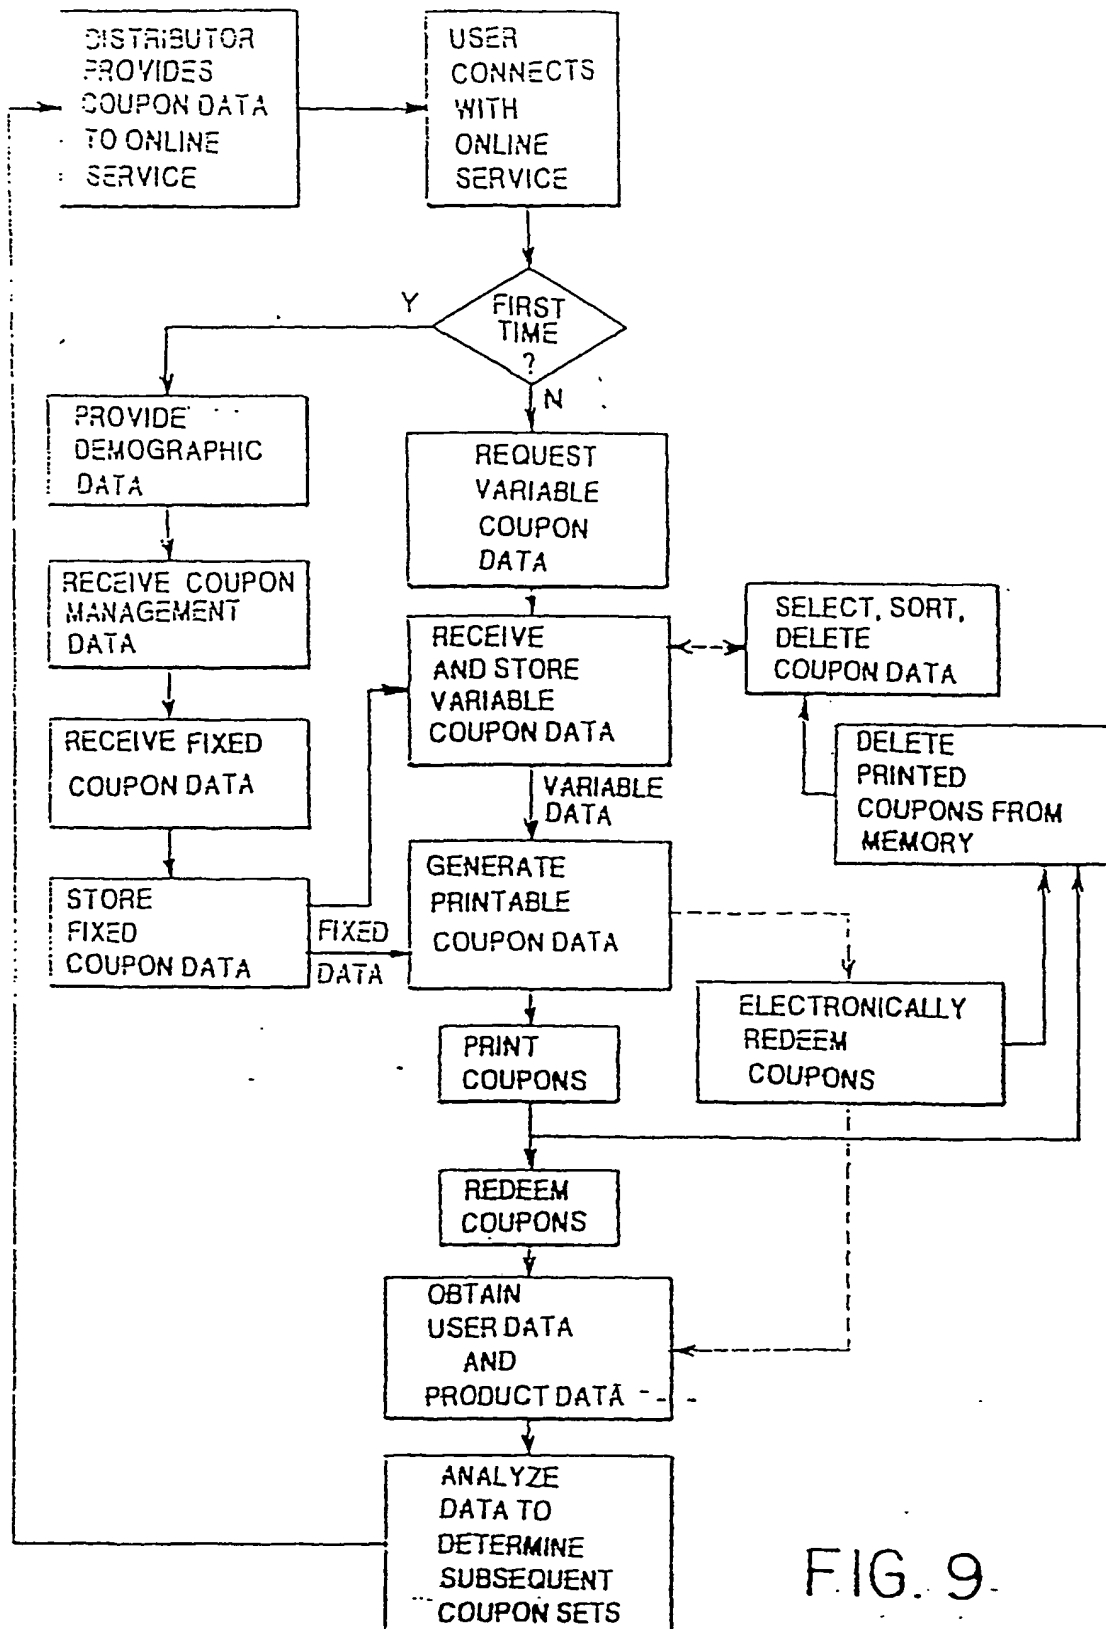 DISTRIBUTOR
PROVIDES
COUPON DATA
TO ONLINE
SERVICE
USER
CONNECTS
WITH
ONLINE
SERVICE
FIRST
TIME
?
Y
N
PROVIDE
DEMOGRAPHIC
DATA
REQUEST
VARIABLE
COUPON
DATA
RECEIVE COUPON
MANAGEMENT
DATA
RECEIVE
AND STORE
VARIABLE
COUPON DATA
SELECT, SORT,
DELETE
COUPON DATA
RECEIVE FIXED
COUPON DATA
VARIABLE
DATA
DELETE
PRINTED
COUPONS FROM
MEMORY
STORE
FIXED
COUPON DATA
FIXED
DATA
GENERATE
PRINTABLE
COUPON DATA
ELECTRONICALLY
REDEEM
COUPONS
PRINT
COUPONS
REDEEM
COUPONS
OBTAIN
USER DATA
AND
PRODUCT DATA
ANALYZE
DATA TO
DETERMINE
SUBSEQUENT
COUPON SETS
FIG. 9